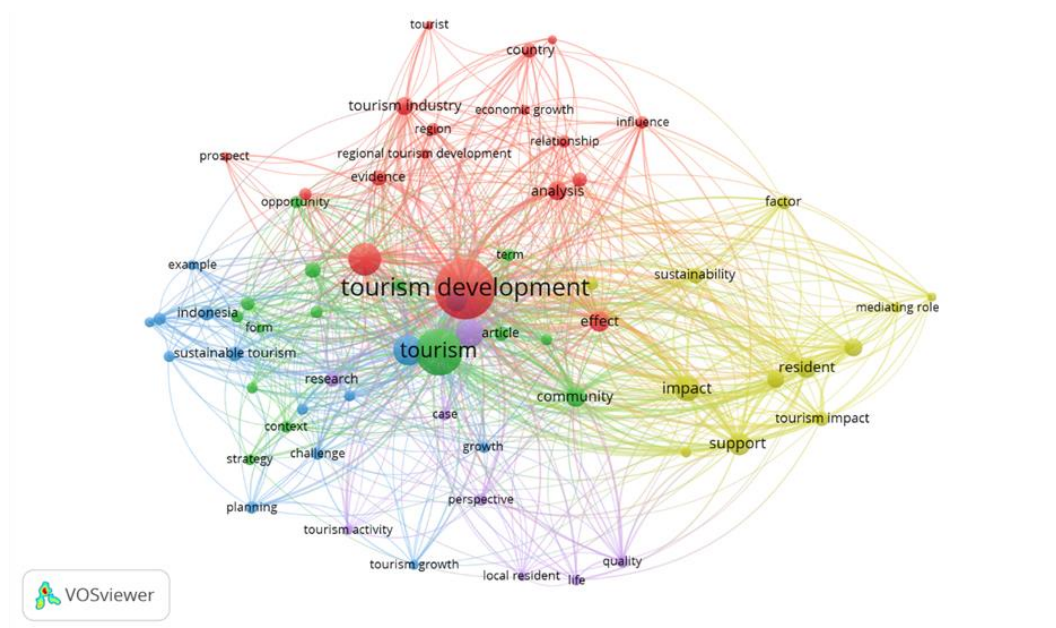 tourist
country
tourism industry
economic growth
influence
region
relationship
regional tourism development
prospect
evidence
analysis
opportunity
factor
term
example
sustainability
tourism development
mediating role
indonesia
effect
form
article
tourism
sustainable tourism
resident
research
impact
community
case
tourism impact
context
support
growth
challenge
strategy
perspective
planning
tourism activity
quality
tourism growth
local resident
life
VOSviewer